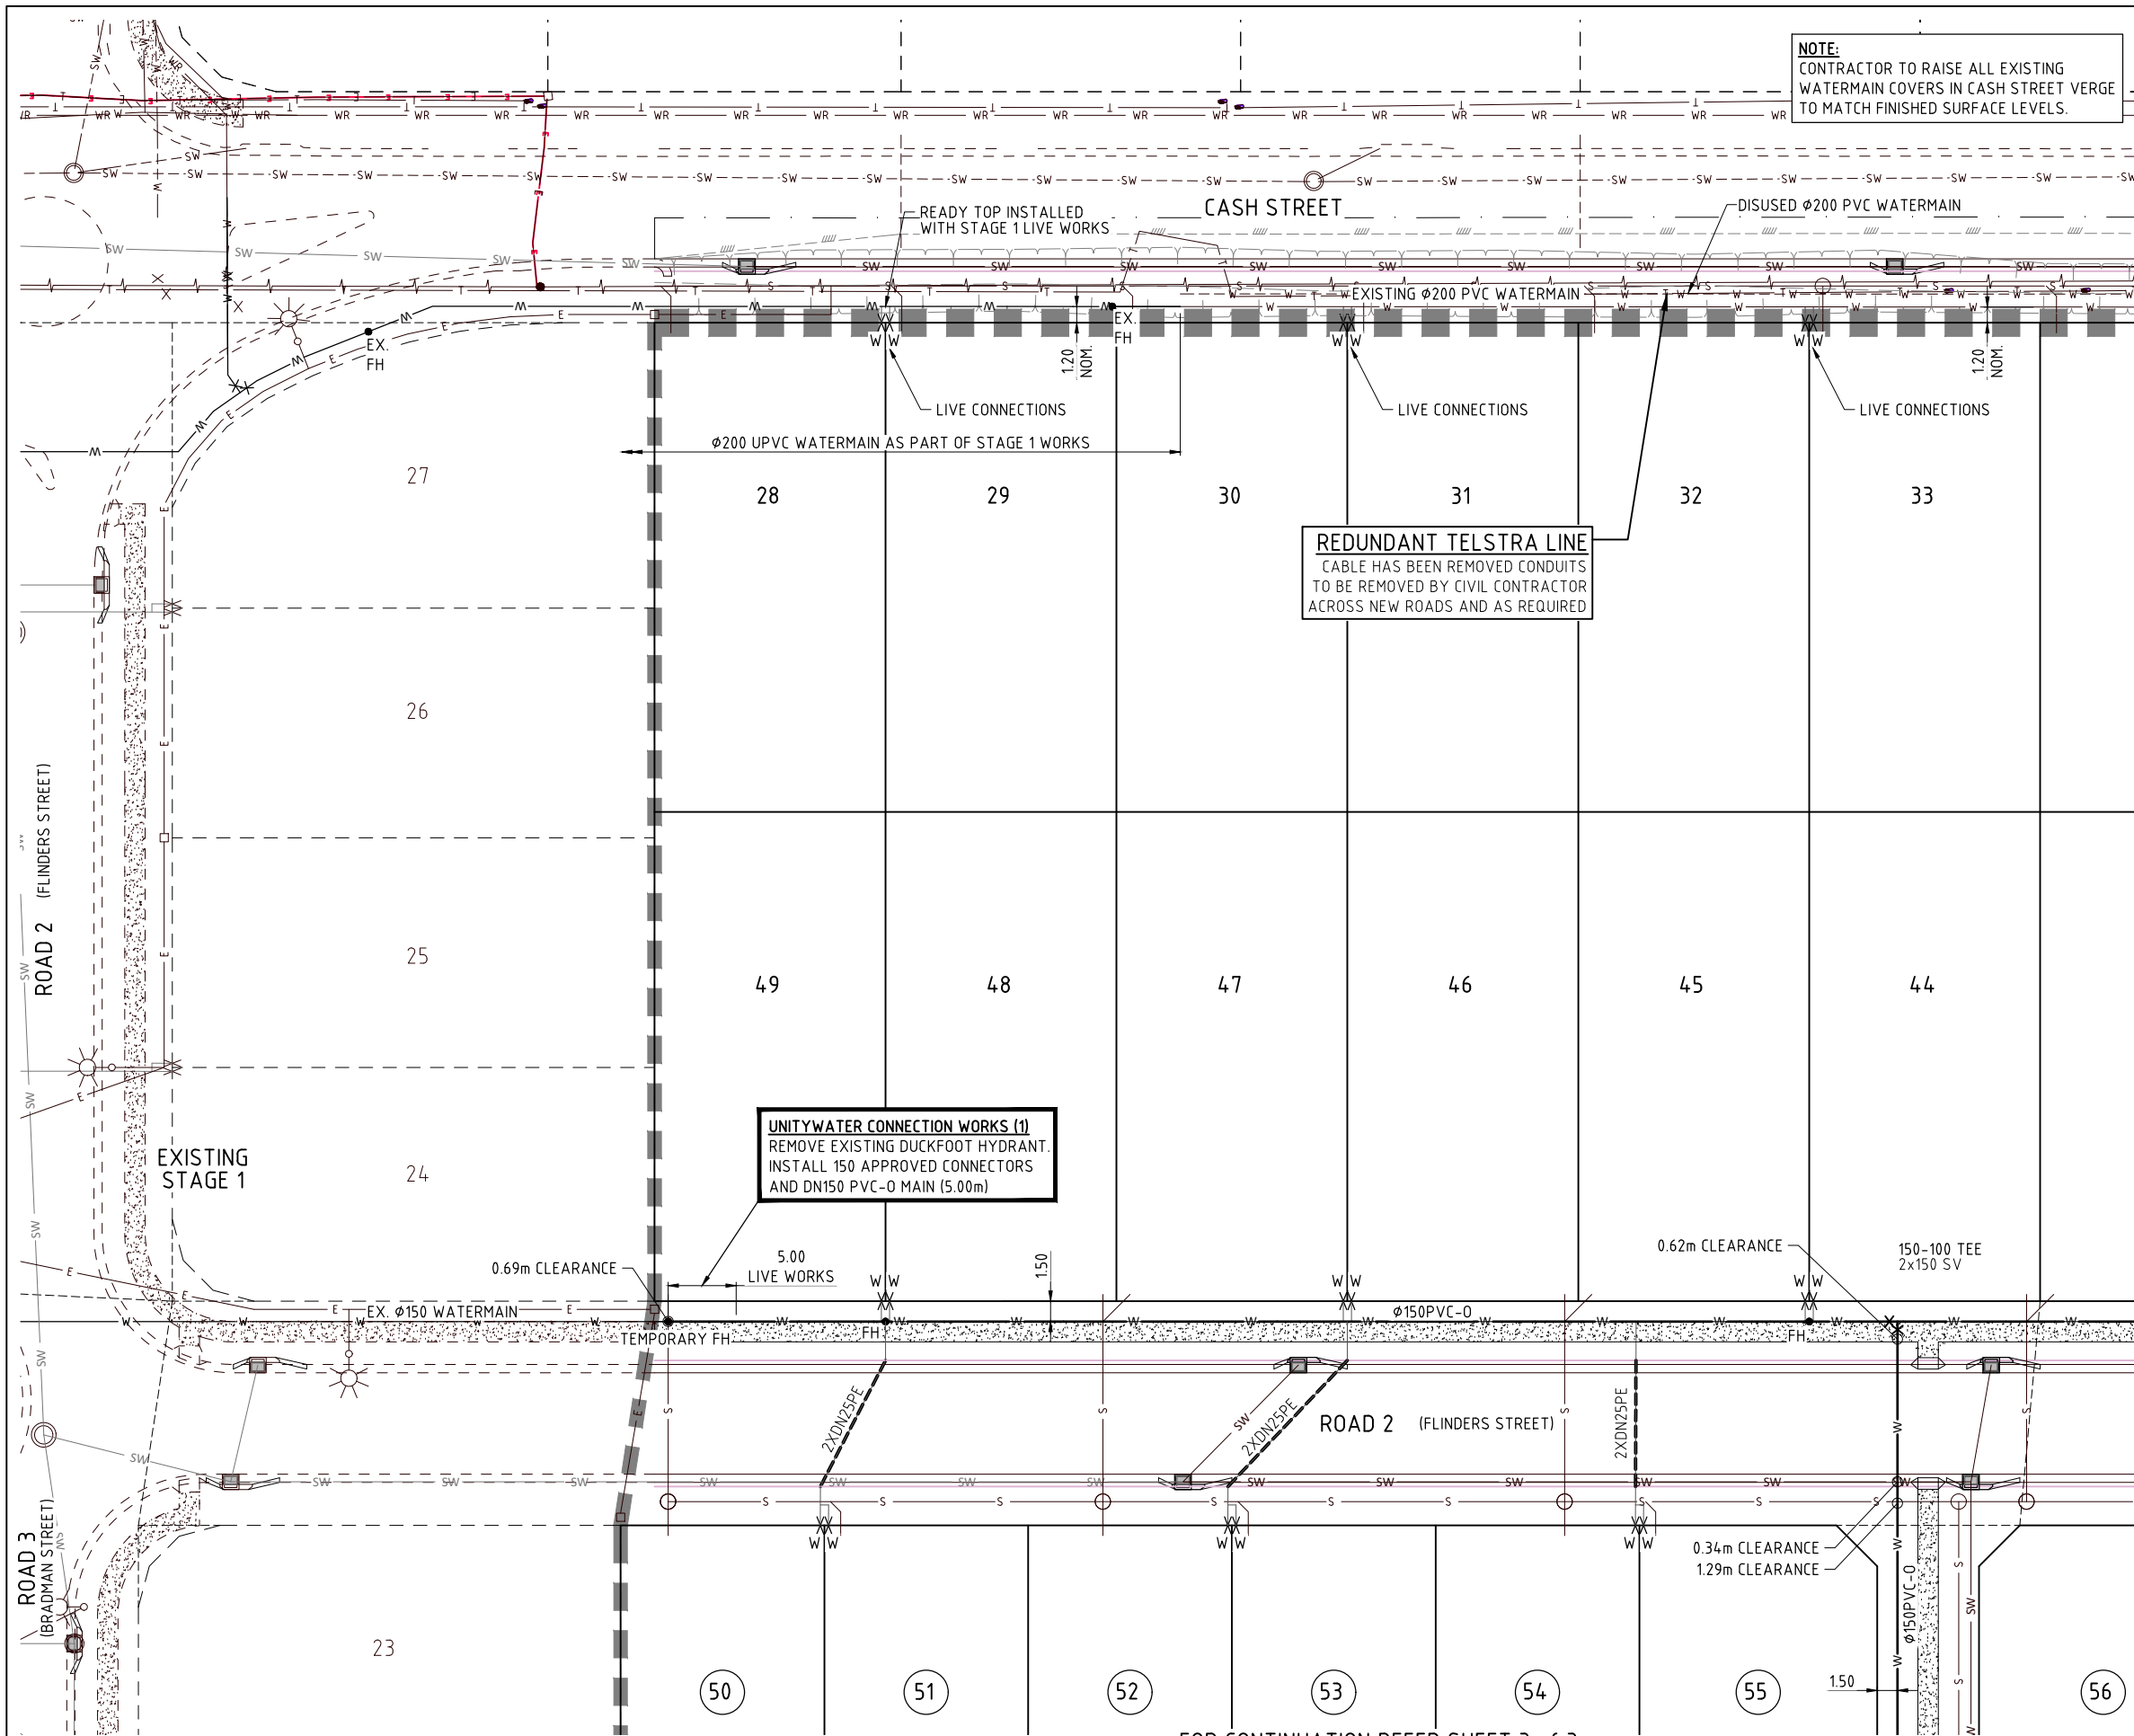 NOTE:
CONTRACTOR TO RAISE ALL EXISTING
WATERMAIN COVERS IN CASH STREET VERGE
TO MATCH FINISHED SURFACE LEVELS.
CASH STREET
READY TOP INSTALLED
WITH STAGE 1 LIVE WORKS
DISUSED Ø200 PVC WATERMAIN
EXISTING Ø200 PVC WATERMAIN
EX.
FH
EX.
FH
1.20
NOM.
1.20
NOM.
W W
W W
W W
LIVE CONNECTIONS
LIVE CONNECTIONS
LIVE CONNECTIONS
Ø200 UPVC WATERMAIN AS PART OF STAGE 1 WORKS
27
28
29
30
31
32
33
REDUNDANT TELSTRA LINE
CABLE HAS BEEN REMOVED CONDUITS
TO BE REMOVED BY CIVIL CONTRACTOR
ACROSS NEW ROADS AND AS REQUIRED
26
25
49
48
47
46
45
44
ROAD 2 (FLINDERS STREET)
EXISTING
STAGE 1
24
UNITYWATER CONNECTION WORKS (1)
REMOVE EXISTING DUCKFOOT HYDRANT.
INSTALL 150 APPROVED CONNECTORS
AND DN150 PVC-O MAIN (5.00m)
0.69m CLEARANCE
5.00
LIVE WORKS
1.50
0.62m CLEARANCE
150-100 TEE
2x150 SV
W W
W W
W W
EX. Ø150 WATERMAIN
Ø150PVC-O
TEMPORARY FH
FH
FH
2XDN25PE
2XDN25PE
2XDN25PE
ROAD 2 (FLINDERS STREET)
W W
W W
W W
0.34m CLEARANCE
1.29m CLEARANCE
Ø150PVC-O
ROAD 3
(BRADMAN STREET)
23
50
51
52
53
54
55
1.50
56